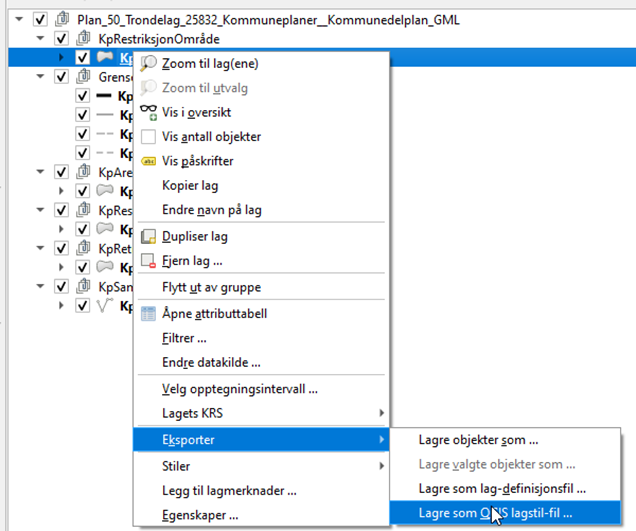 Plan_50_Trondelag_25832_Kommuneplaner__Kommunedelplan_GML
KpRestriksjonOmråde
Kp
Grens
Kp
Kp
Kp
Kp
KpAre
Kp
KpRes
Kp
KpRet
Kp
KpSan
Kp
Zoom til lag(ene)
Zoom til utvalg
Vis i oversikt
Vis antall objekter
abc Vis påskrifter
Kopier lag
Endre navn på lag
Dupliser lag
Fjern lag ...
Flytt ut av gruppe
Åpne attributtabell
Filtrer ...
Endre datakilde ...
Velg opptegningsintervall ...
Lagets KRS
Eksporter
Stiler
Legg til lagmerknader ...
Egenskaper ...
Lagre objekter som ...
Lagre valgte objekter som ...
Lagre som lag-definisjonsfil ...
Lagre som QGIS lagstil-fil ...